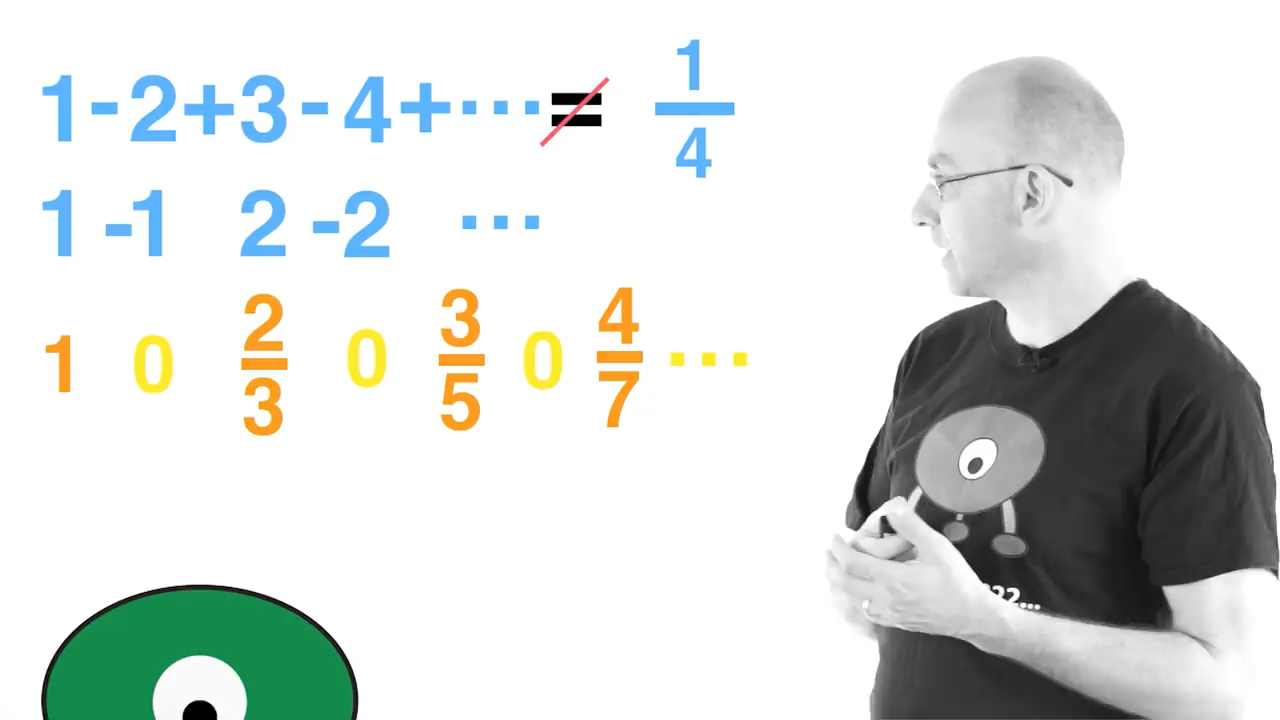 1-2+3-4+···= 1/4
1 -1 2 -2 ···
1 0 2/3 0 3/5 0 4/7 ···